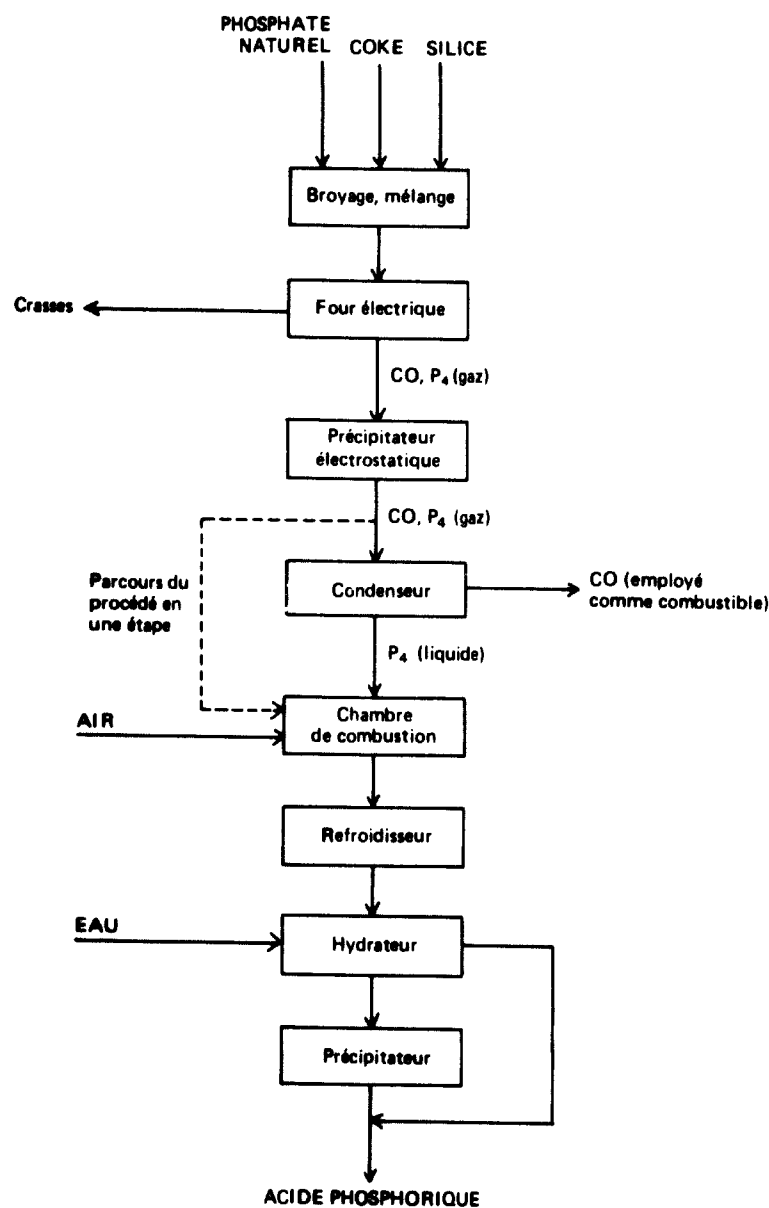 PHOSPHATE
NATUREL COKE SILICE
Broyage, mélange
Crasses
Four électrique
CO, P₄ (gaz)
Précipitateur
électrostatique
CO, P₄ (gaz)
Parcours du
procédé en
une étape
Condenseur
CO (employé
comme combustible)
P₄ (liquide)
AIR
Chambre
de combustion
Refroidisseur
EAU
Hydrateur
Précipitateur
ACIDE PHOSPHORIQUE